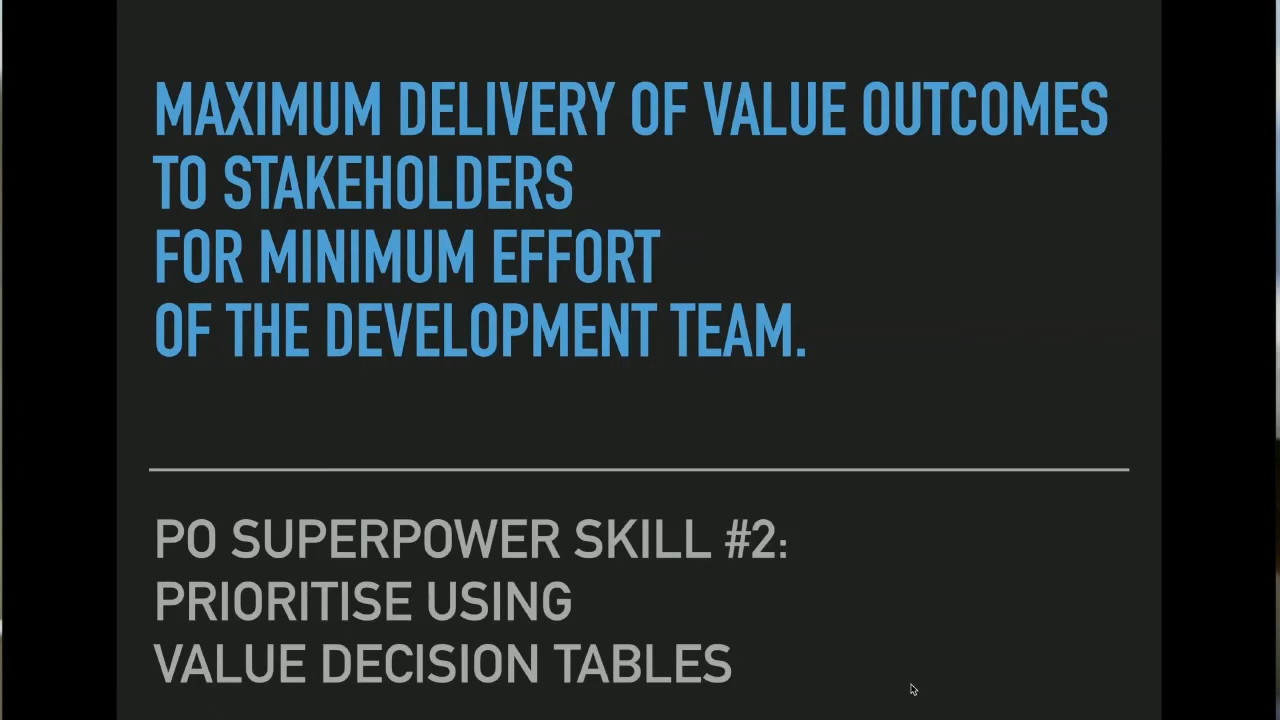 MAXIMUM DELIVERY OF VALUE OUTCOMES
TO STAKEHOLDERS
FOR MINIMUM EFFORT
OF THE DEVELOPMENT TEAM.
PO SUPERPOWER SKILL #2:
PRIORITISE USING
VALUE DECISION TABLES